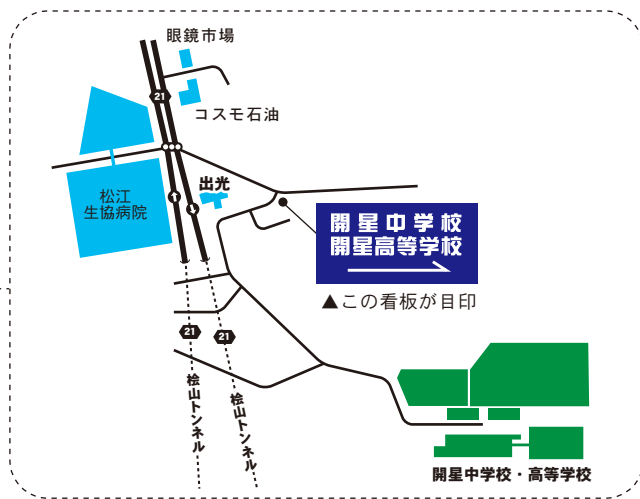 眼鏡市場
21
コスモ石油
出光
松江
生協病院
開星中学校
開星高等学校
▲この看板が目印
21
21
桧山トンネル
桧山トンネル
開星中学校・高等学校